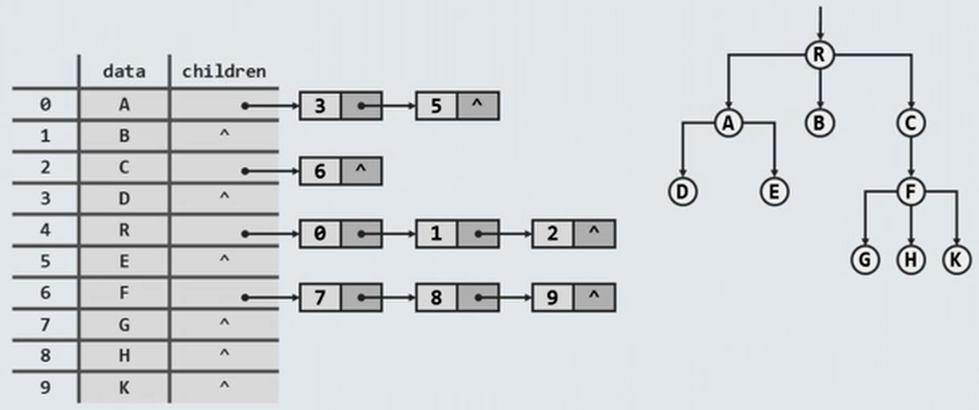 data children
0 A 3 5 ^
1 B ^
2 C 6 ^
3 D ^
4 R 0 1 2 ^
5 E ^
6 F 7 8 9 ^
7 G ^
8 H ^
9 K ^
R
A B C
D E F
G H K